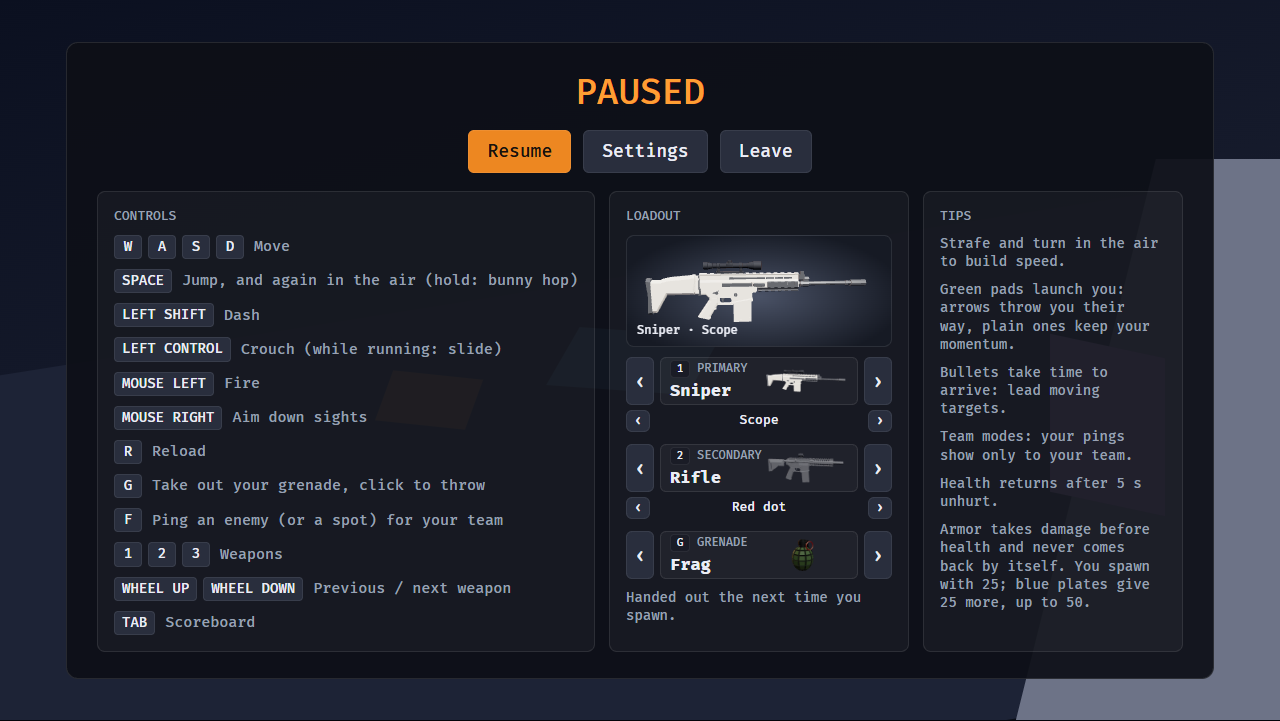 PAUSED
Resume Settings Leave
CONTROLS
W A S D Move
SPACE Jump, and again in the air (hold: bunny hop)
LEFT SHIFT Dash
LEFT CONTROL Crouch (while running: slide)
MOUSE LEFT Fire
MOUSE RIGHT Aim down sights
R Reload
G Take out your grenade, click to throw
F Ping an enemy (or a spot) for your team
1 2 3 Weapons
WHEEL UP WHEEL DOWN Previous / next weapon
TAB Scoreboard
LOADOUT
Sniper · Scope
‹ 1 PRIMARY ›
Sniper
‹ Scope ›
‹ 2 SECONDARY ›
Rifle
‹ Red dot ›
‹ G GRENADE ›
Frag
Handed out the next time you
spawn.
TIPS
Strafe and turn in the air
to build speed.
Green pads launch you:
arrows throw you their
way, plain ones keep your
momentum.
Bullets take time to
arrive: lead moving
targets.
Team modes: your pings
show only to your team.
Health returns after 5 s
unhurt.
Armor takes damage before
health and never comes
back by itself. You spawn
with 25; blue plates give
25 more, up to 50.